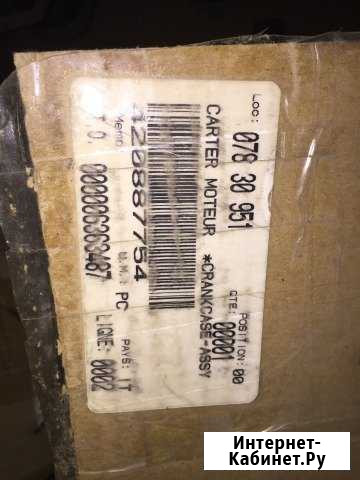 Loc: 078 30 951
POSITION: 00
QTE: 00001
CARTER MOTEUR *CRANKCASE-ASSY
420887754
Memo
U.M.: PC
PAYS: IT
T.O. 0000006363467
LIGNE: 0002
Интернет-
Кабинет.Ру